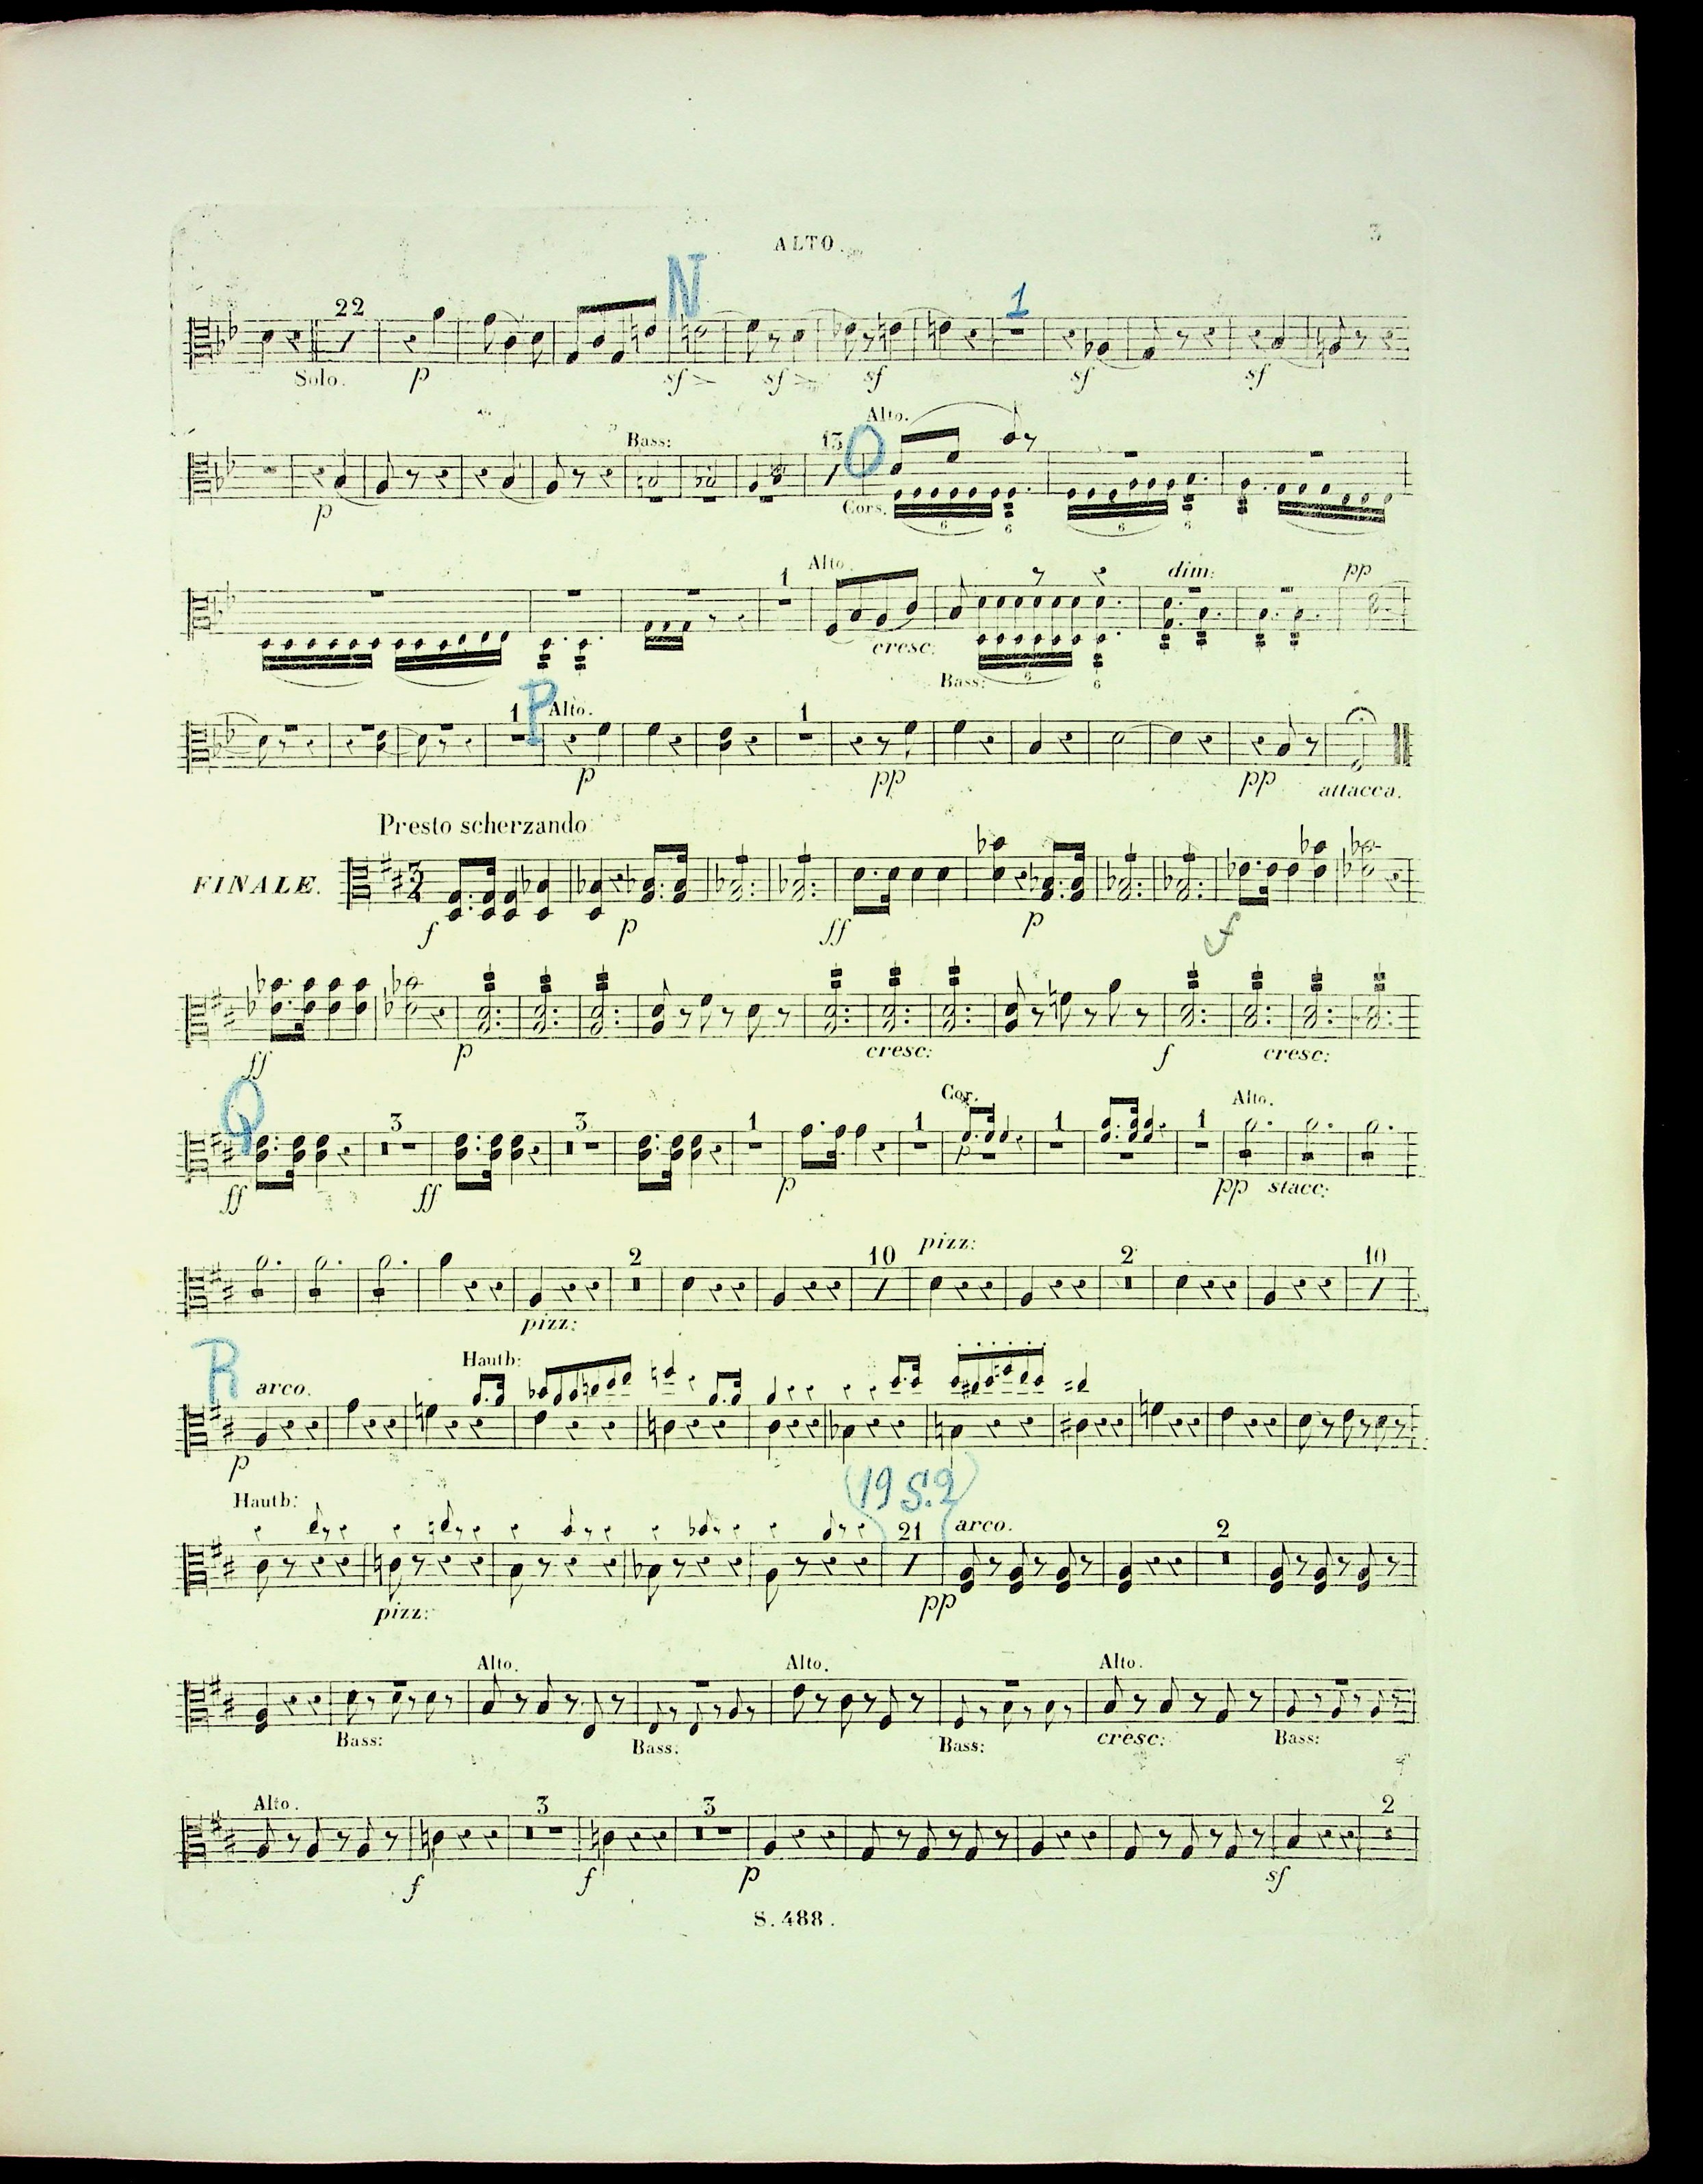 ALTO. 3
N
22 1
Solo. p sf sf sf sf sf
Alto.
Bass: 13 O
p Cors. 6 6 6 6
Alto. dim: pp
1
cresc:
Bass: 6 6
P
1 Alto. 1
p pp pp attacca.
Presto scherzando
FINALE. 3/4
f p ff p f
ff p cresc: f cresc:
Q
Cor. Alto.
3 3 1 1 p 1 1
ff ff p pp stacc:
pizz:
2 10 2 10
pizz:
R
Hautb:
arco.
p
(19 S.2)
Hautb:
21 arco. 2
pizz: pp
Alto. Alto. Alto.
Bass: Bass: Bass: cresc: Bass:
Alto. 3 3 2
f f p sf
S. 488.